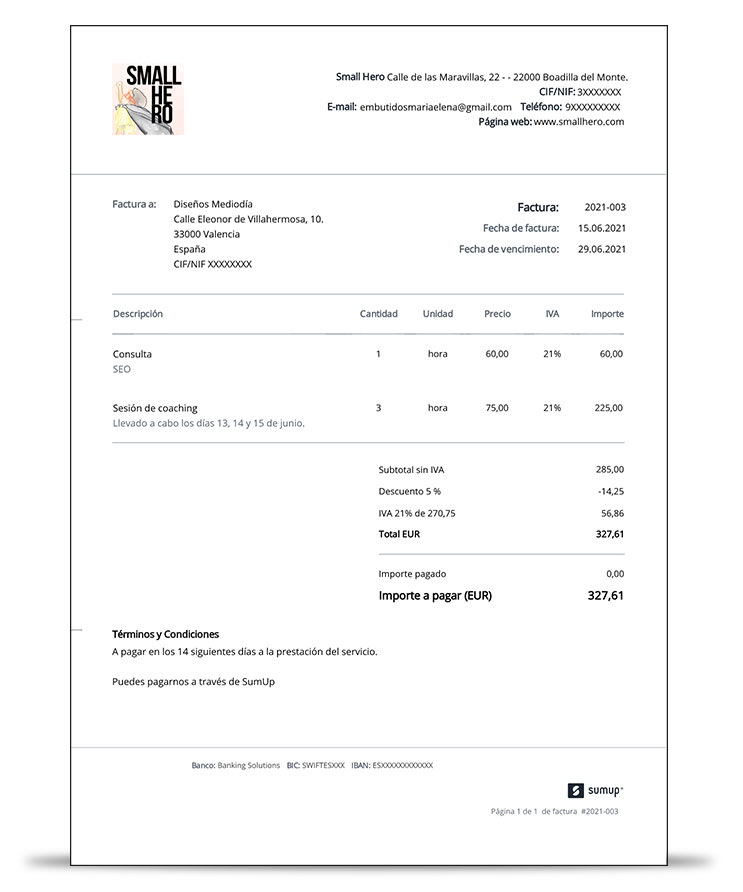 SMALL
HE
RO
Small Hero Calle de las Maravillas, 22 - - 22000 Boadilla del Monte.
CIF/NIF: 3XXXXXXX
E-mail: embutidosmariaelena@gmail.com Teléfono: 9XXXXXXXXX
Página web: www.smallhero.com
Factura a: Diseños Mediodía
Calle Eleonor de Villahermosa, 10.
33000 Valencia
España
CIF/NIF XXXXXXXX
Factura: 2021-003
Fecha de factura: 15.06.2021
Fecha de vencimiento: 29.06.2021
Descripción Cantidad Unidad Precio IVA Importe
Consulta 1 hora 60,00 21% 60,00
SEO
Sesión de coaching 3 hora 75,00 21% 225,00
Llevado a cabo los días 13, 14 y 15 de junio.
Subtotal sin IVA 285,00
Descuento 5 % -14,25
IVA 21% de 270,75 56,86
Total EUR 327,61
Importe pagado 0,00
Importe a pagar (EUR) 327,61
Términos y Condiciones
A pagar en los 14 siguientes días a la prestación del servicio.
Puedes pagarnos a través de SumUp
Banco: Banking Solutions BIC: SWIFTESXXX IBAN: ESXXXXXXXXXXXX
sumup
Página 1 de 1 de factura #2021-003